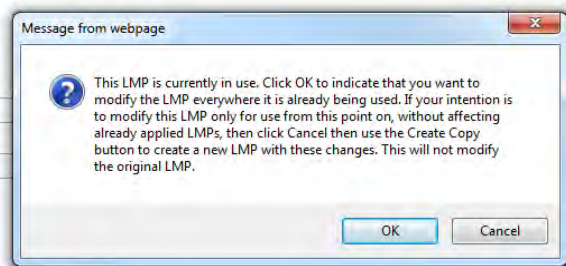 Message from webpage
This LMP is currently in use. Click OK to indicate that you want to
modify the LMP everywhere it is already being used. If your intention is
to modify this LMP only for use from this point on, without affecting
already applied LMPs, then click Cancel then use the Create Copy
button to create a new LMP with these changes. This will not modify
the original LMP.
OK Cancel